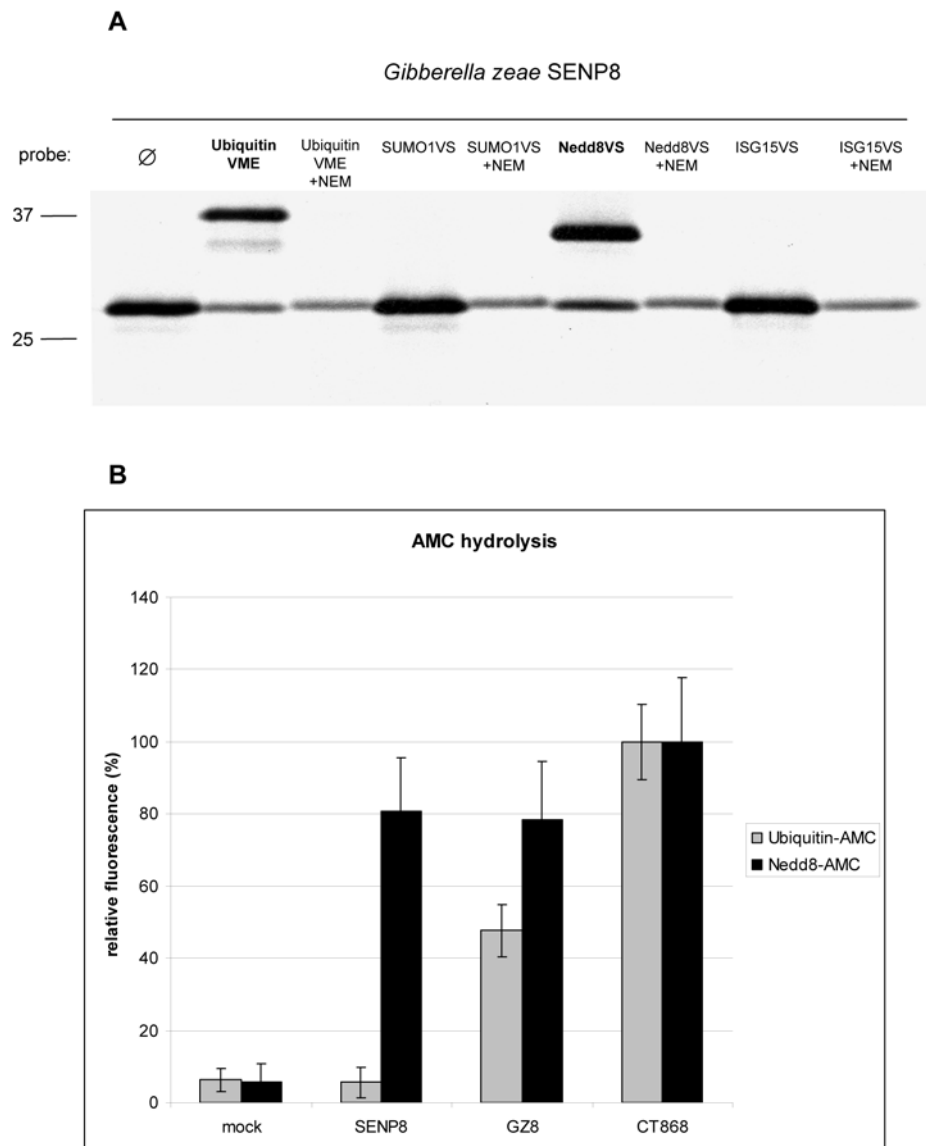 A
Gibberella zeae SENP8
probe:
∅
Ubiquitin
VME
Ubiquitin
VME
+NEM
SUMO1VS
SUMO1VS
+NEM
Nedd8VS
Nedd8VS
+NEM
ISG15VS
ISG15VS
+NEM
37
25
B
AMC hydrolysis
relative fluorescence (%)
140
120
100
80
60
40
20
0
mock
SENP8
GZ8
CT868
Ubiquitin-AMC
Nedd8-AMC